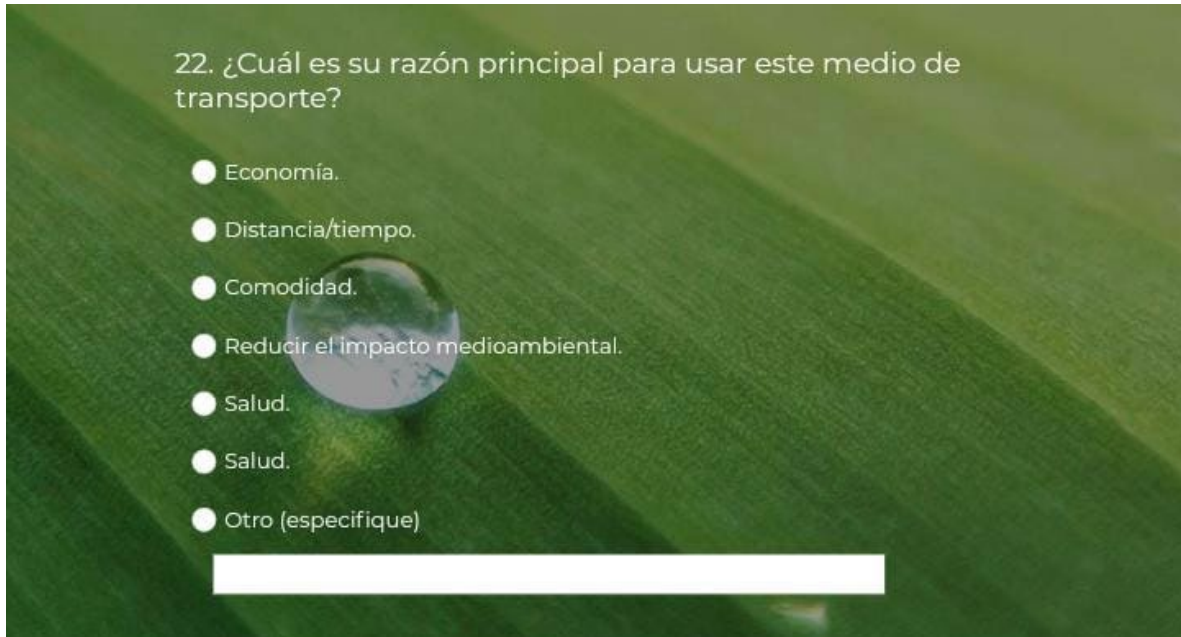 22. ¿Cuál es su razón principal para usar este medio de
transporte?
Economía.
Distancia/tiempo.
Comodidad.
Reducir el impacto medioambiental.
Salud.
Salud.
Otro (especifique)